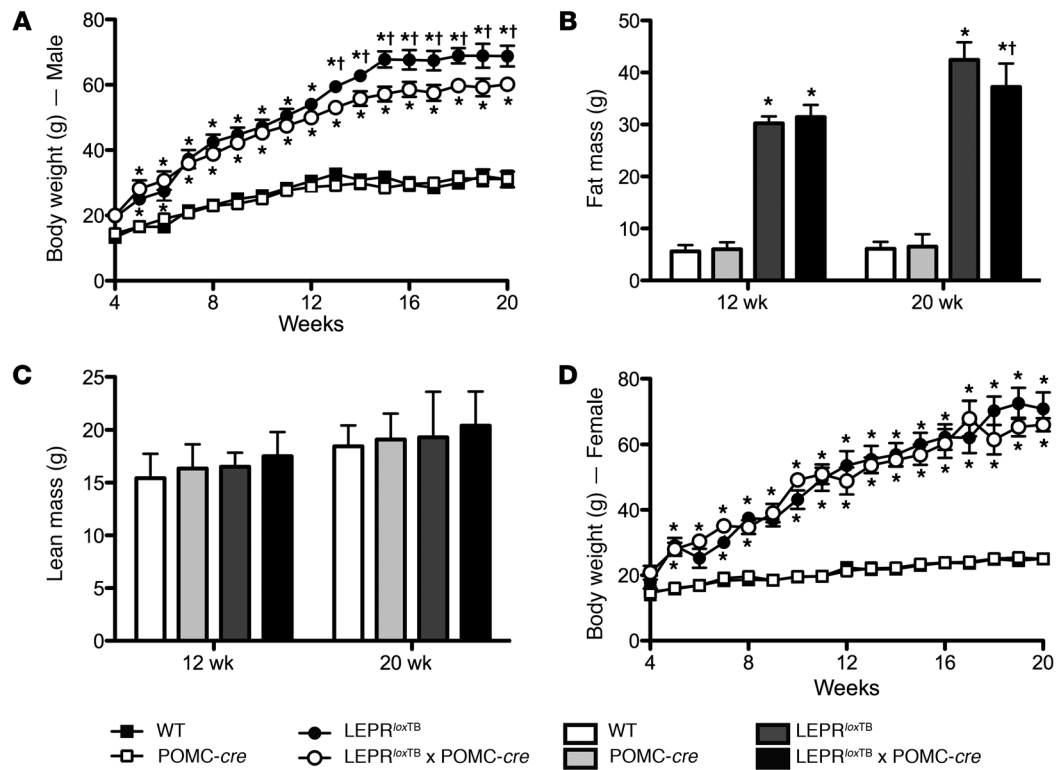 A
Body weight (g) — Male
80
60
40
20
0
4 8 12 16 20
Weeks
* * * * * * * * *† *† *† *† *† *† *† *†
* * * * * * * * * * * * * * * *
B
Fat mass (g)
50
40
30
20
10
0
* * * *†
12 wk 20 wk
C
Lean mass (g)
25
20
15
10
5
0
12 wk 20 wk
D
Body weight (g) — Female
80
60
40
20
0
4 8 12 16 20
Weeks
* * * * * * * * * * * * * * * *
* * * * * * * * * * * * * *
WT
POMC-cre
LEPRloxTB
LEPRloxTB x POMC-cre
WT
POMC-cre
LEPRloxTB
LEPRloxTB x POMC-cre